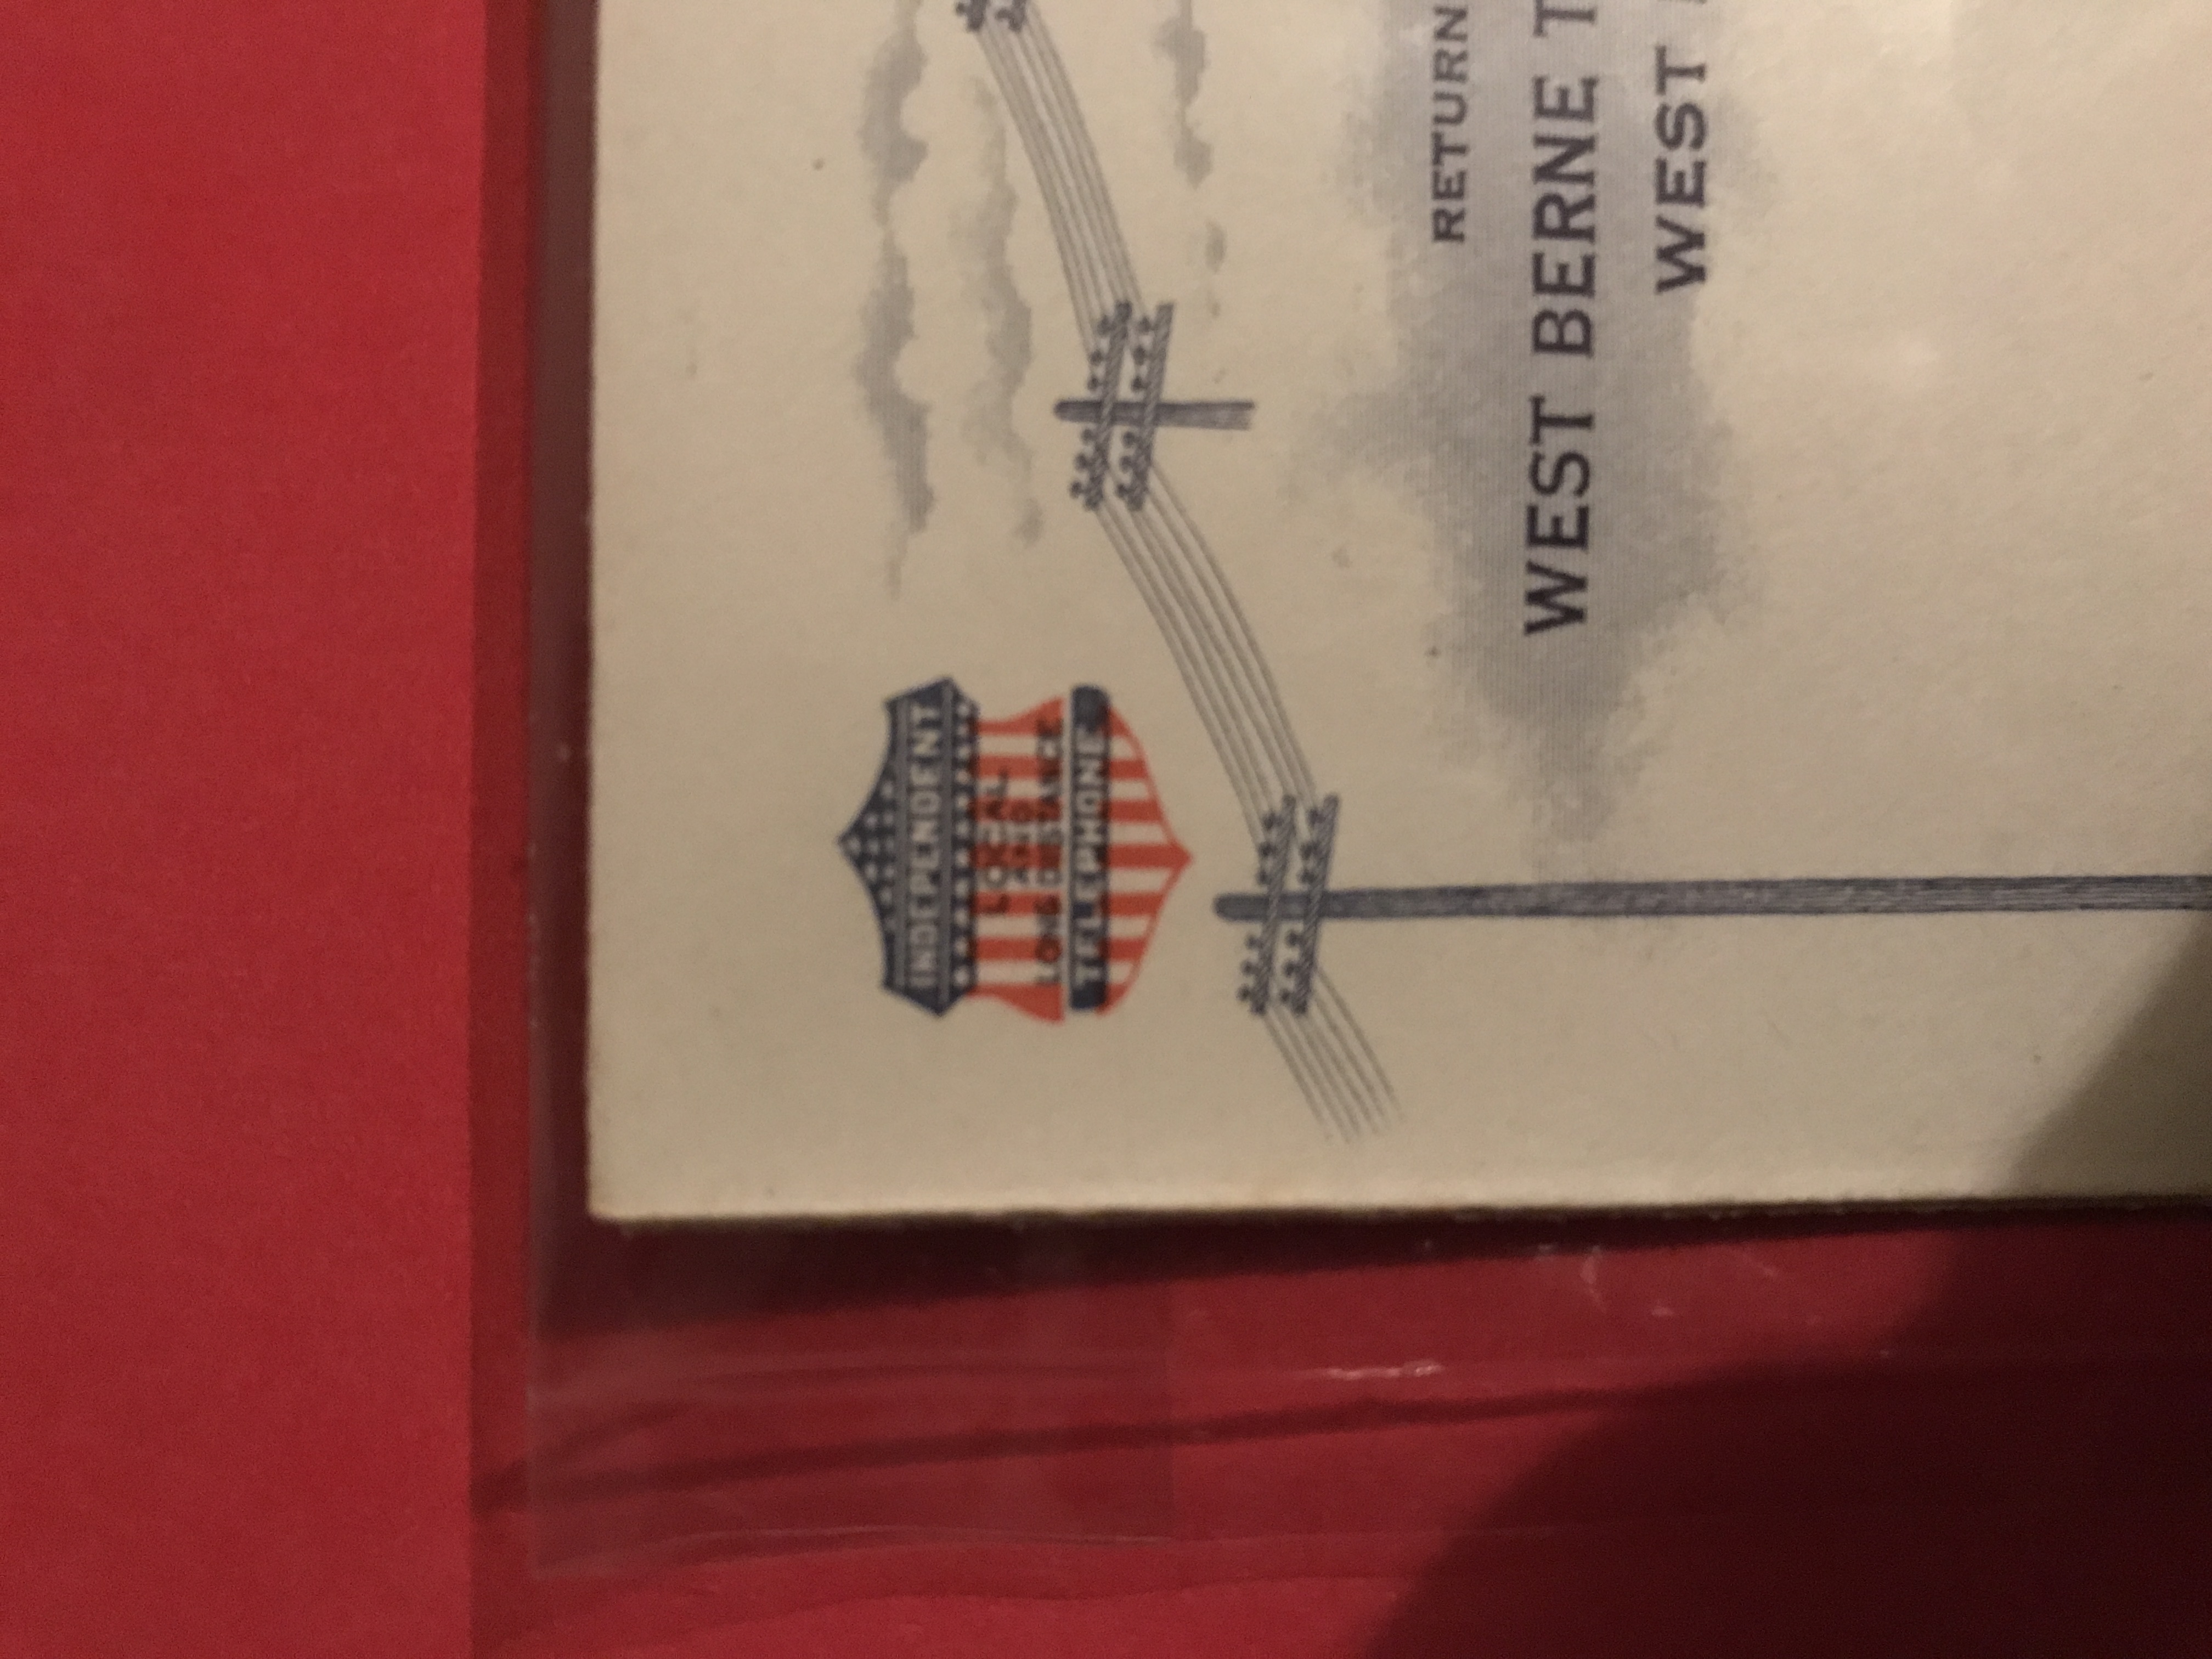 INDEPENDENT
LOCAL
AND
LONG DISTANCE
TELEPHONE
RETURN
WEST BERNE T
WEST